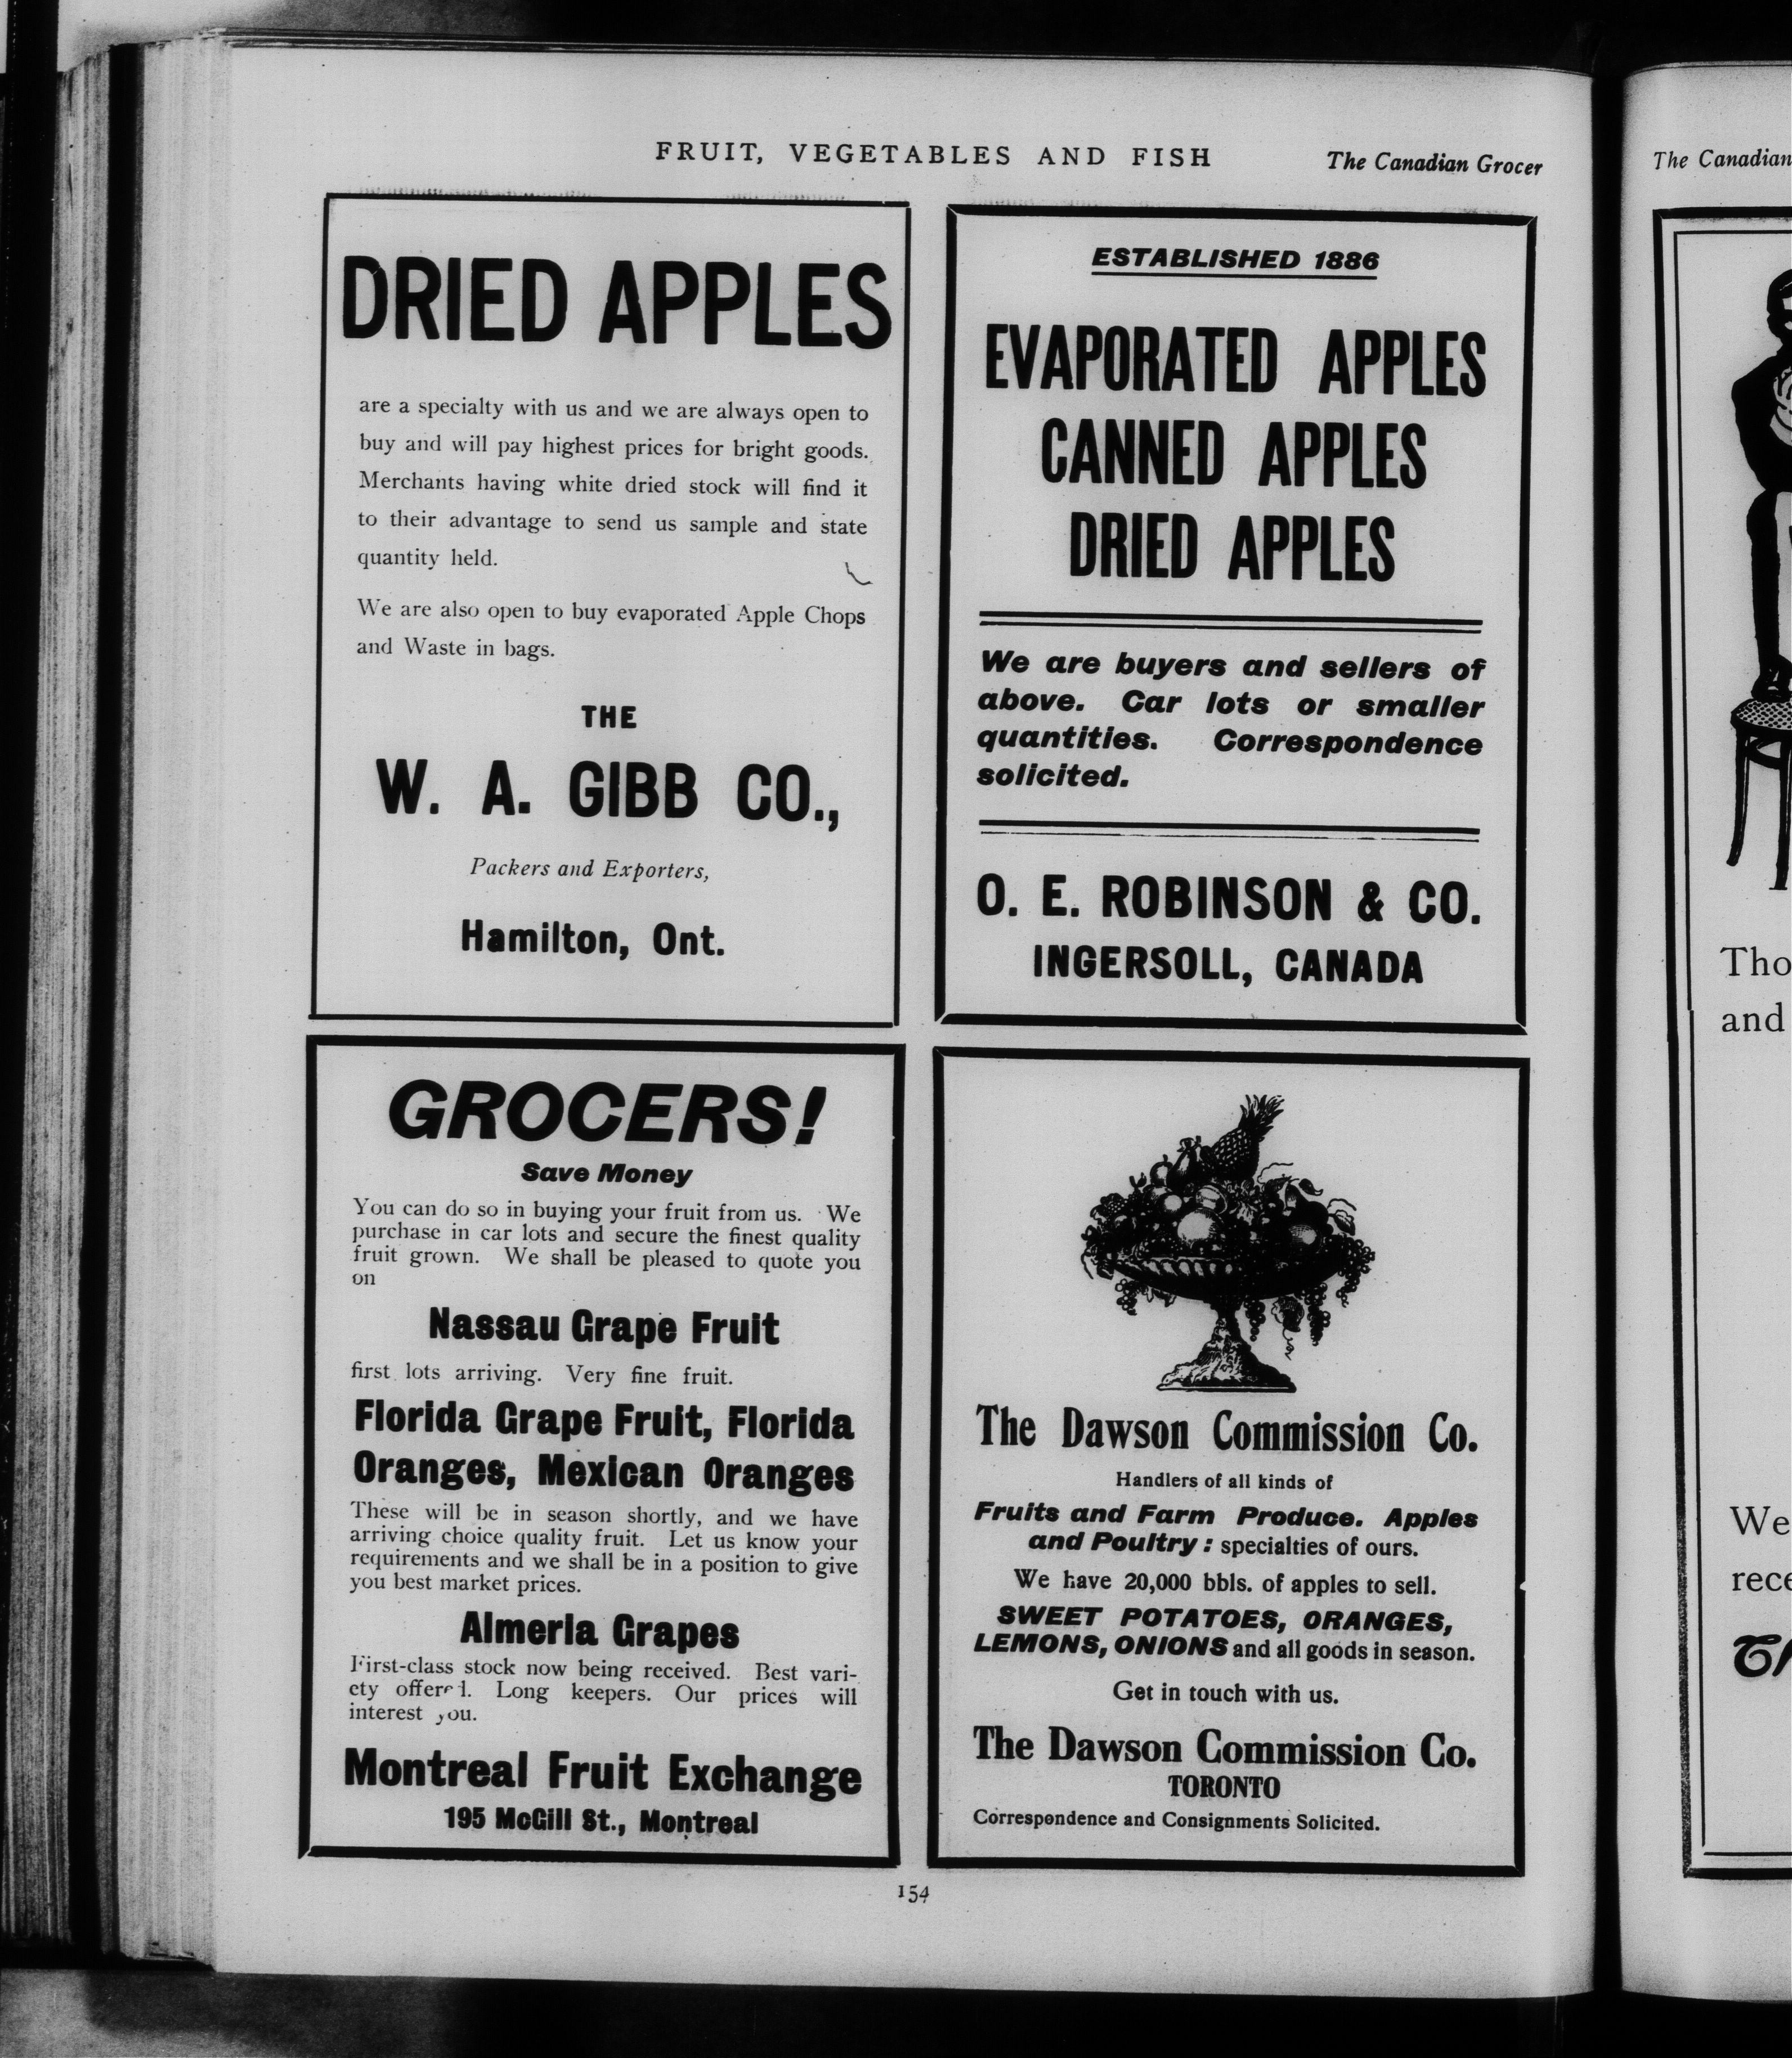 FRUIT, VEGETABLES AND FISH
The Canadian Grocer
DRIED APPLES
are a specialty with us and we are always open to
buy and will pay highest prices for bright goods.
Merchants having white dried stock will find it
to their advantage to send us sample and state
quantity held.
We are also open to buy evaporated Apple Chops
and Waste in bags.
THE
W. A. GIBB CO.,
Packers and Exporters,
Hamilton, Ont.
ESTABLISHED 1886
EVAPORATED APPLES
CANNED APPLES
DRIED APPLES
We are buyers and sellers of
above. Car lots or smaller
quantities. Correspondence
solicited.
O. E. ROBINSON & CO.
INGERSOLL, CANADA
GROCERS!
Save Money
You can do so in buying your fruit from us. We
purchase in car lots and secure the finest quality
fruit grown. We shall be pleased to quote you
on
Nassau Grape Fruit
first lots arriving. Very fine fruit.
Florida Grape Fruit, Florida
Oranges, Mexican Oranges
These will be in season shortly, and we have
arriving choice quality fruit. Let us know your
requirements and we shall be in a position to give
you best market prices.
Almeria Grapes
First-class stock now being received. Best vari-
ety offered. Long keepers. Our prices will
interest you.
Montreal Fruit Exchange
195 McGill St., Montreal
The Dawson Commission Co.
Handlers of all kinds of
Fruits and Farm Produce. Apples
and Poultry: specialties of ours.
We have 20,000 bbls. of apples to sell.
SWEET POTATOES, ORANGES,
LEMONS, ONIONS and all goods in season.
Get in touch with us.
The Dawson Commission Co.
TORONTO
Correspondence and Consignments Solicited.
154
The Canadian
Tho
and
We
rece
Th